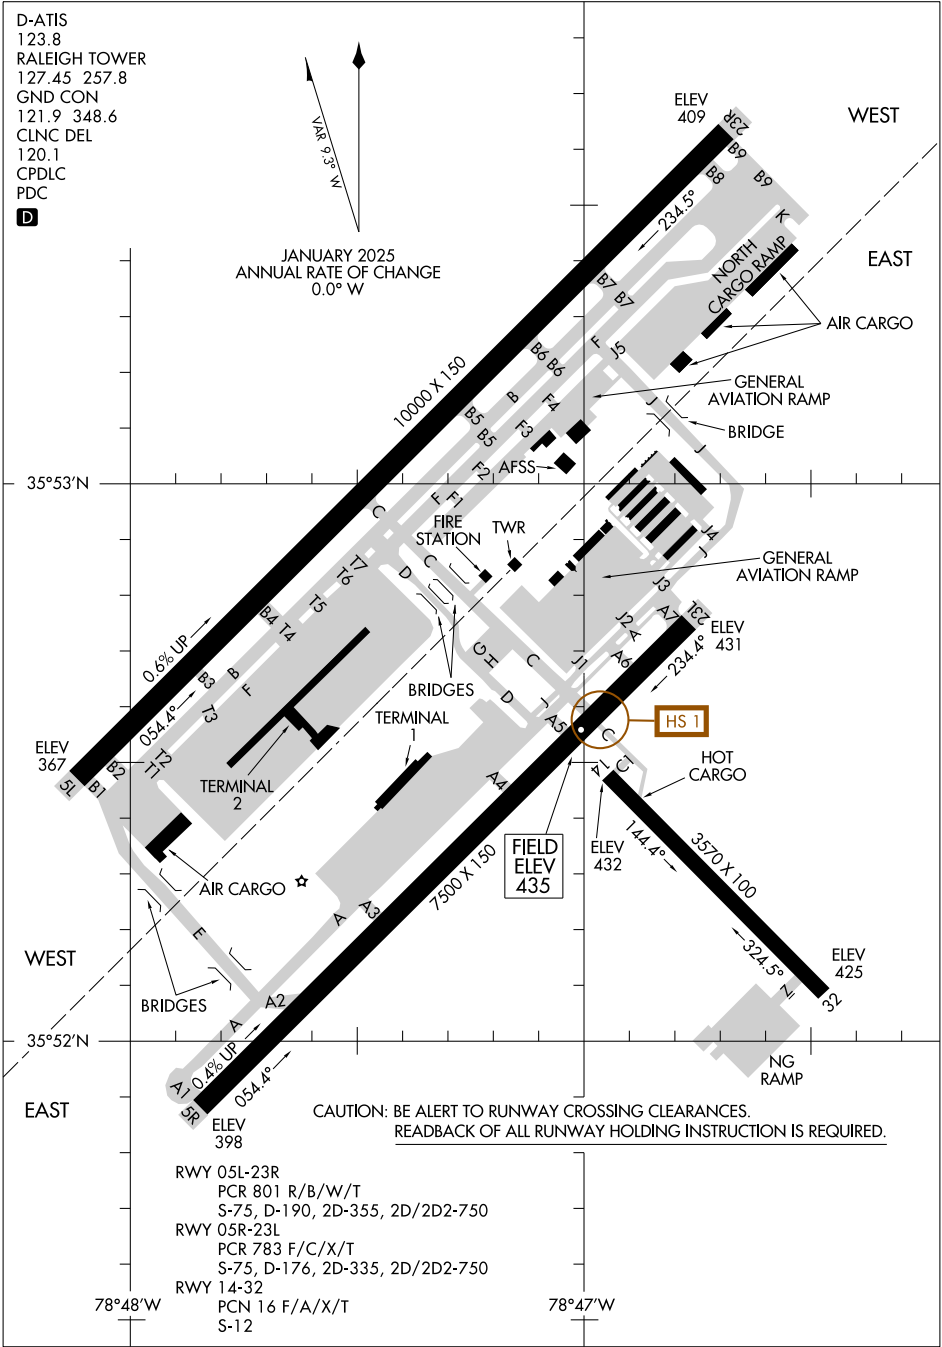 D-ATIS
123.8
RALEIGH TOWER
127.45 257.8
GND CON
121.9 348.6
CLNC DEL
120.1
CPDLC
PDC
D
VAR 9.3° W
JANUARY 2025
ANNUAL RATE OF CHANGE
0.0° W
ELEV
409
23R
WEST
B9
B8
B9
K
234.5°
EAST
NORTH
CARGO RAMP
B7
B7
AIR CARGO
F
J5
B6
B6
10000 X 150
GENERAL
AVIATION RAMP
B
F4
J
BRIDGE
B5
B5
F3
J
AFSS
F2
35°53'N
F
F1
C
FIRE
STATION
TWR
J4
J
T7
T6
D
C
GENERAL
AVIATION RAMP
J3
T5
B4
T4
J2
A
A7
23L
ELEV
431
0.6% UP
G
H
C
J1
A6
234.4°
B3
B
F
BRIDGES
054.4°
T3
D
J
A5
HS 1
C
TERMINAL
1
ELEV
367
5L
B1
B2
T2
T1
TERMINAL
2
A4
14
C
HOT
CARGO
FIELD
ELEV
435
ELEV
432
144.4°
3570 X 100
7500 X 150
AIR CARGO
A
A3
E
WEST
324.5°
ELEV
425
BRIDGES
A2
N
32
A
35°52'N
0.4% UP
054.4°
A1
5R
NG
RAMP
EAST
ELEV
398
CAUTION: BE ALERT TO RUNWAY CROSSING CLEARANCES.
READBACK OF ALL RUNWAY HOLDING INSTRUCTION IS REQUIRED.
RWY 05L-23R
PCR 801 R/B/W/T
S-75, D-190, 2D-355, 2D/2D2-750
RWY 05R-23L
PCR 783 F/C/X/T
S-75, D-176, 2D-335, 2D/2D2-750
RWY 14-32
PCN 16 F/A/X/T
S-12
78°48'W
78°47'W